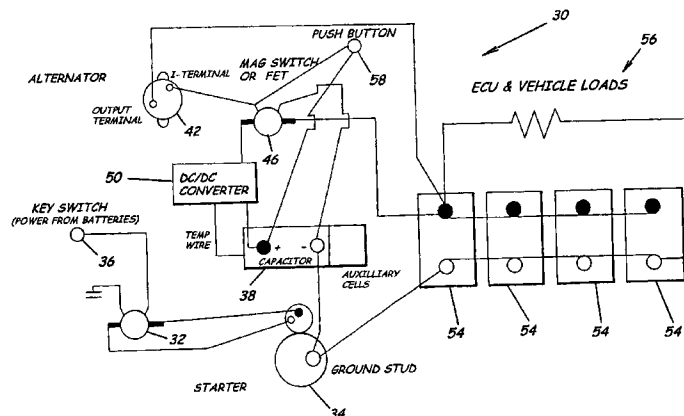 30
PUSH BUTTON
56
I-TERMINAL
MAG SWITCH
OR FET
58
ECU & VEHICLE LOADS
ALTERNATOR
OUTPUT
TERMINAL
42
46
50
DC/DC
CONVERTER
KEY SWITCH
(POWER FROM BATTERIES)
TEMP
WIRE
36
+ -
CAPACITOR
38
AUXILLIARY
CELLS
54
54
54
54
32
STARTER
GROUND STUD
34